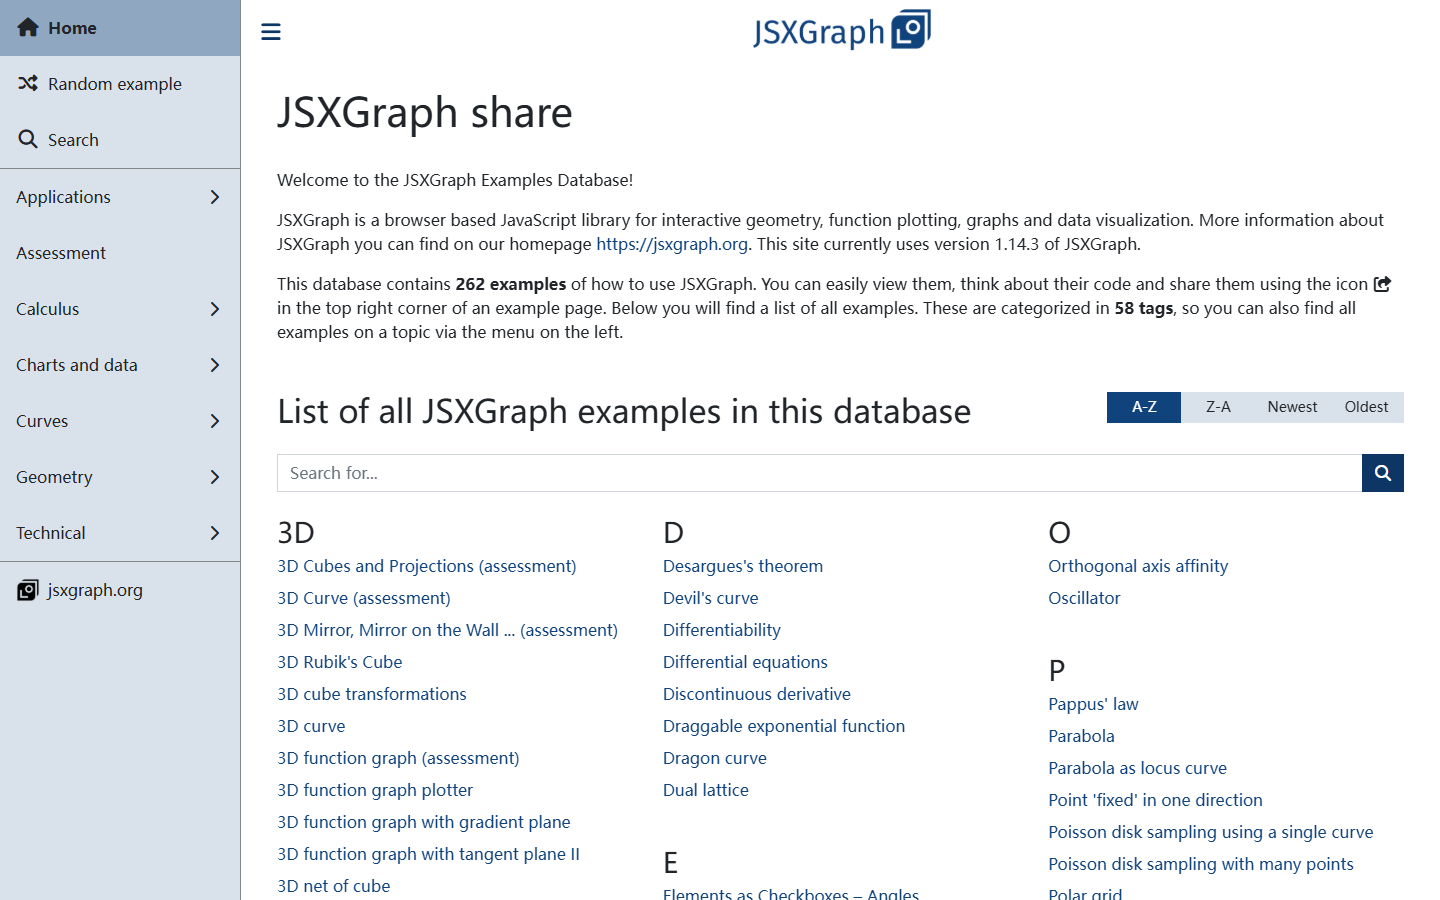 Home
Random example
Search
Applications
Assessment
Calculus
Charts and data
Curves
Geometry
Technical
jsxgraph.org
JSXGraph
JSXGraph share
Welcome to the JSXGraph Examples Database!
JSXGraph is a browser based JavaScript library for interactive geometry, function plotting, graphs and data visualization. More information about
JSXGraph you can find on our homepage https://jsxgraph.org. This site currently uses version 1.14.3 of JSXGraph.
This database contains 262 examples of how to use JSXGraph. You can easily view them, think about their code and share them using the icon
in the top right corner of an example page. Below you will find a list of all examples. These are categorized in 58 tags, so you can also find all
examples on a topic via the menu on the left.
List of all JSXGraph examples in this database
A-Z
Z-A
Newest
Oldest
Search for...
3D
3D Cubes and Projections (assessment)
3D Curve (assessment)
3D Mirror, Mirror on the Wall ... (assessment)
3D Rubik's Cube
3D cube transformations
3D curve
3D function graph (assessment)
3D function graph plotter
3D function graph with gradient plane
3D function graph with tangent plane II
3D net of cube
D
Desargues's theorem
Devil's curve
Differentiability
Differential equations
Discontinuous derivative
Draggable exponential function
Dragon curve
Dual lattice
E
Elements as Checkboxes – Angles
O
Orthogonal axis affinity
Oscillator
P
Pappus' law
Parabola
Parabola as locus curve
Point 'fixed' in one direction
Poisson disk sampling using a single curve
Poisson disk sampling with many points
Polar grid